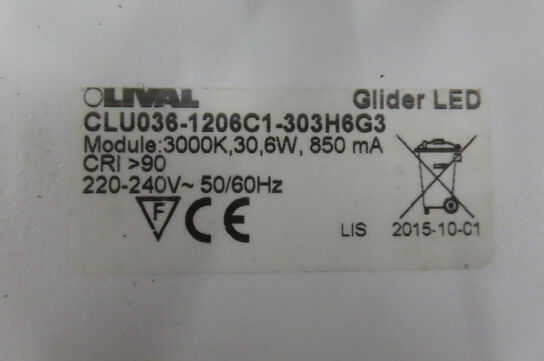 OLIVAL Glider LED
CLU036-1206C1-303H6G3
Module:3000K,30,6W, 850 mA
CRI >90
220-240V~ 50/60Hz
F CE
LIS 2015-10-01